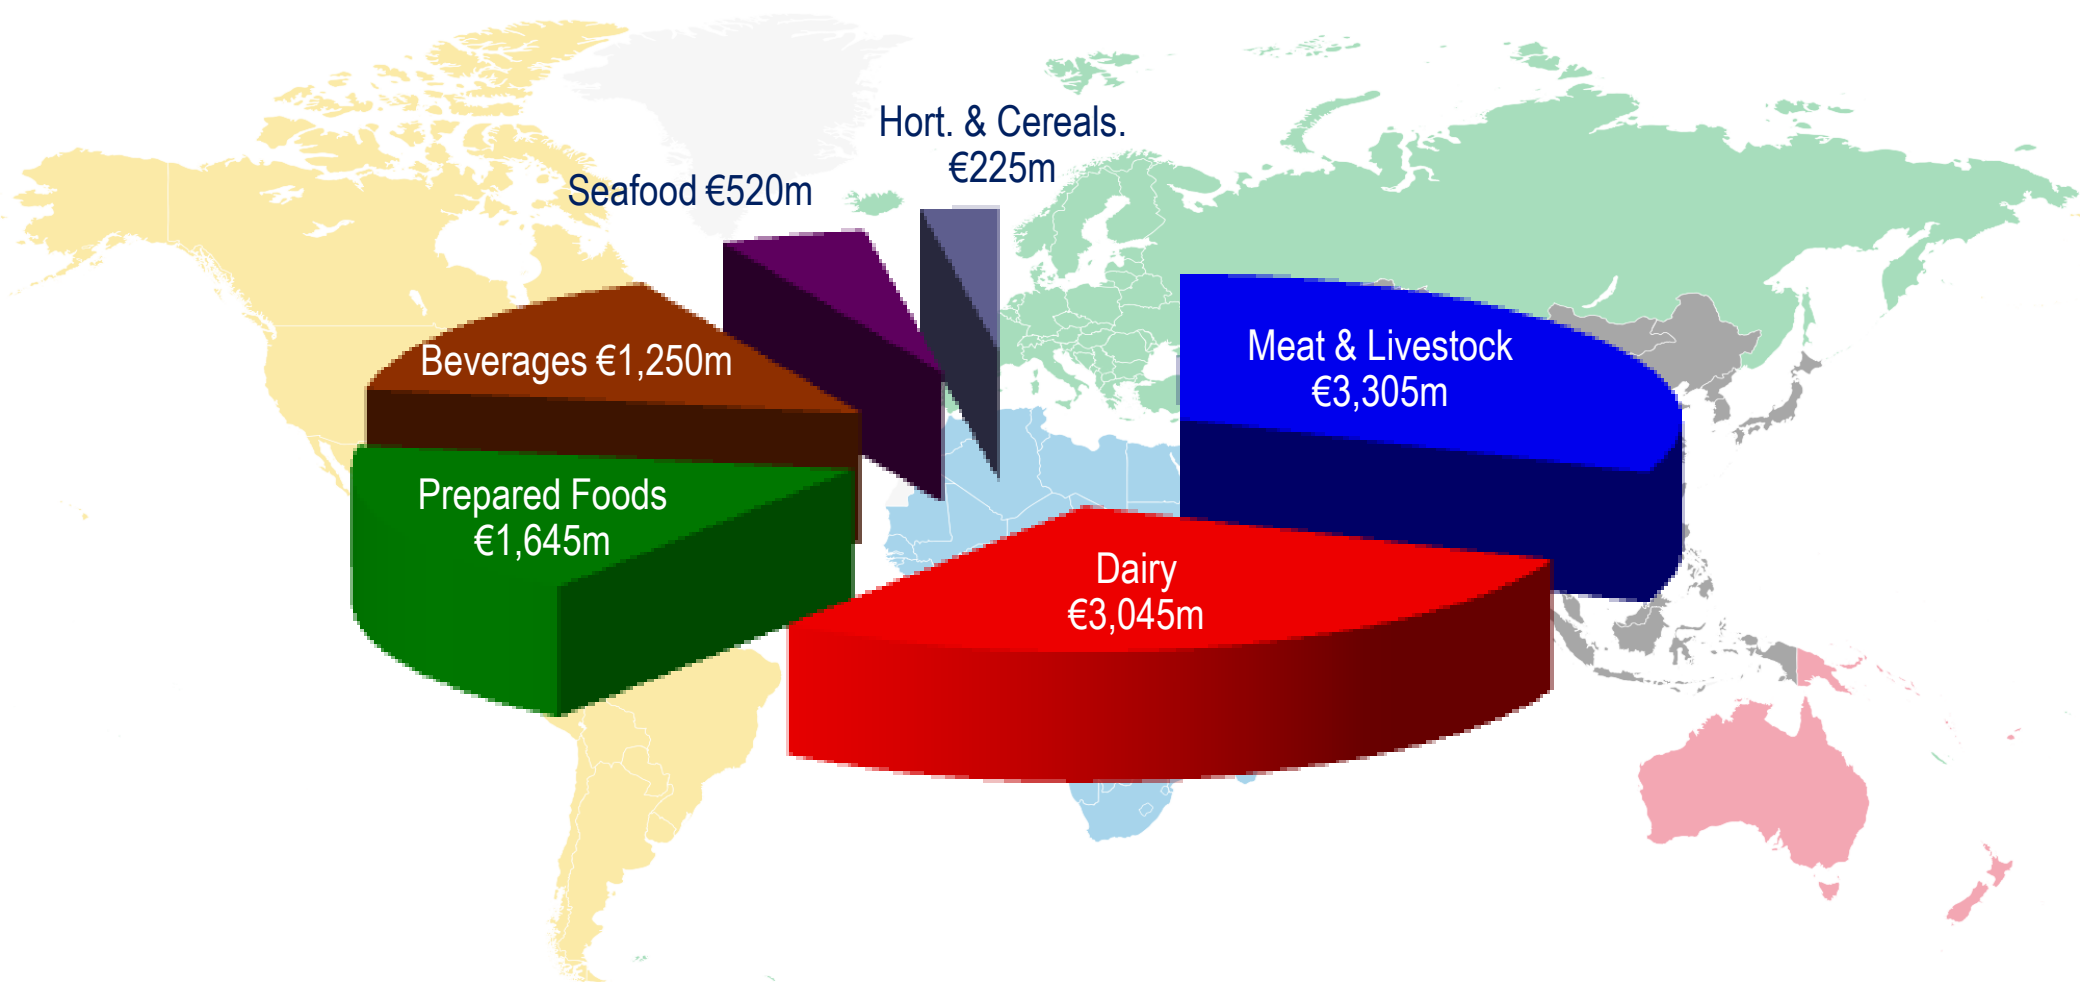 Hort. & Cereals.
€225m
Seafood €520m
Meat & Livestock
€3,305m
Beverages €1,250m
Prepared Foods
€1,645m
Dairy
€3,045m